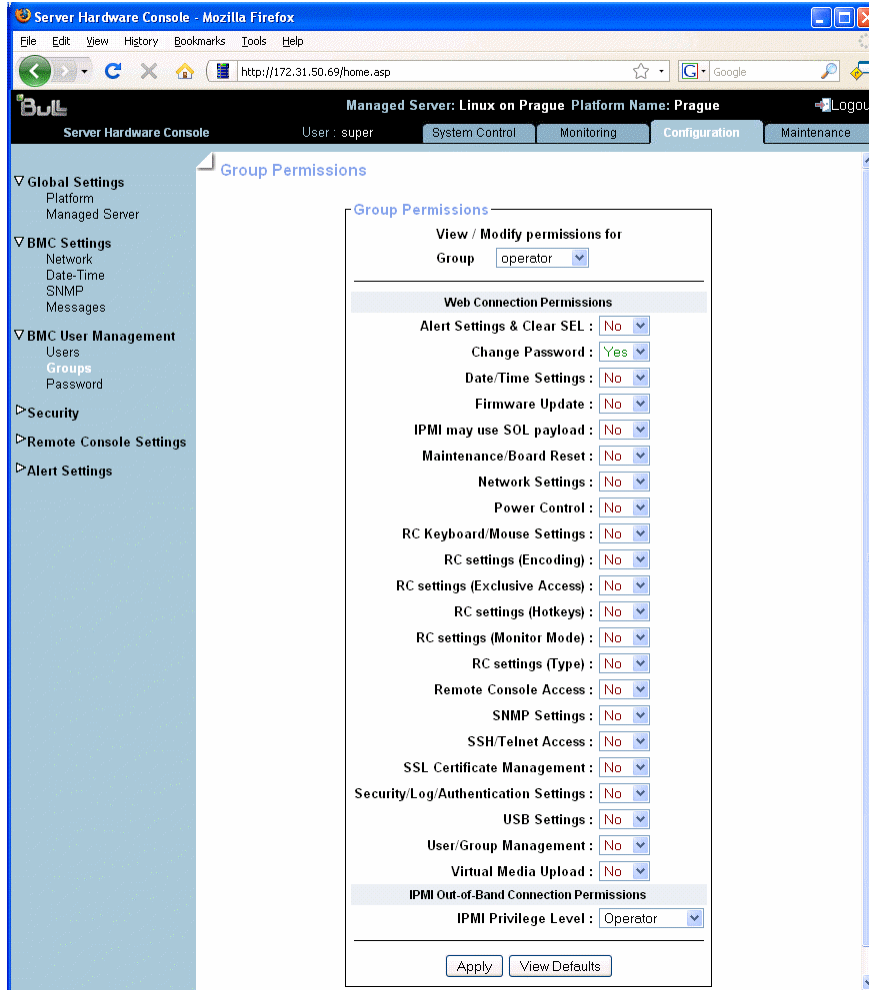 Server Hardware Console - Mozilla Firefox
File Edit View History Bookmarks Tools Help
http://172.31.50.69/home.asp
G Google
Bull
Managed Server: Linux on Prague Platform Name: Prague
Logou
Server Hardware Console
User : super
System Control Monitoring Configuration Maintenance
Global Settings
Platform
Managed Server
BMC Settings
Network
Date-Time
SNMP
Messages
BMC User Management
Users
Groups
Password
Security
Remote Console Settings
Alert Settings
Group Permissions
Group Permissions
View / Modify permissions for
Group operator
Web Connection Permissions
Alert Settings & Clear SEL : No
Change Password : Yes
Date/Time Settings : No
Firmware Update : No
IPMI may use SOL payload : No
Maintenance/Board Reset : No
Network Settings : No
Power Control : No
RC Keyboard/Mouse Settings : No
RC settings (Encoding) : No
RC settings (Exclusive Access) : No
RC settings (Hotkeys) : No
RC settings (Monitor Mode) : No
RC settings (Type) : No
Remote Console Access : No
SNMP Settings : No
SSH/Telnet Access : No
SSL Certificate Management : No
Security/Log/Authentication Settings : No
USB Settings : No
User/Group Management : No
Virtual Media Upload : No
IPMI Out-of-Band Connection Permissions
IPMI Privilege Level : Operator
Apply View Defaults